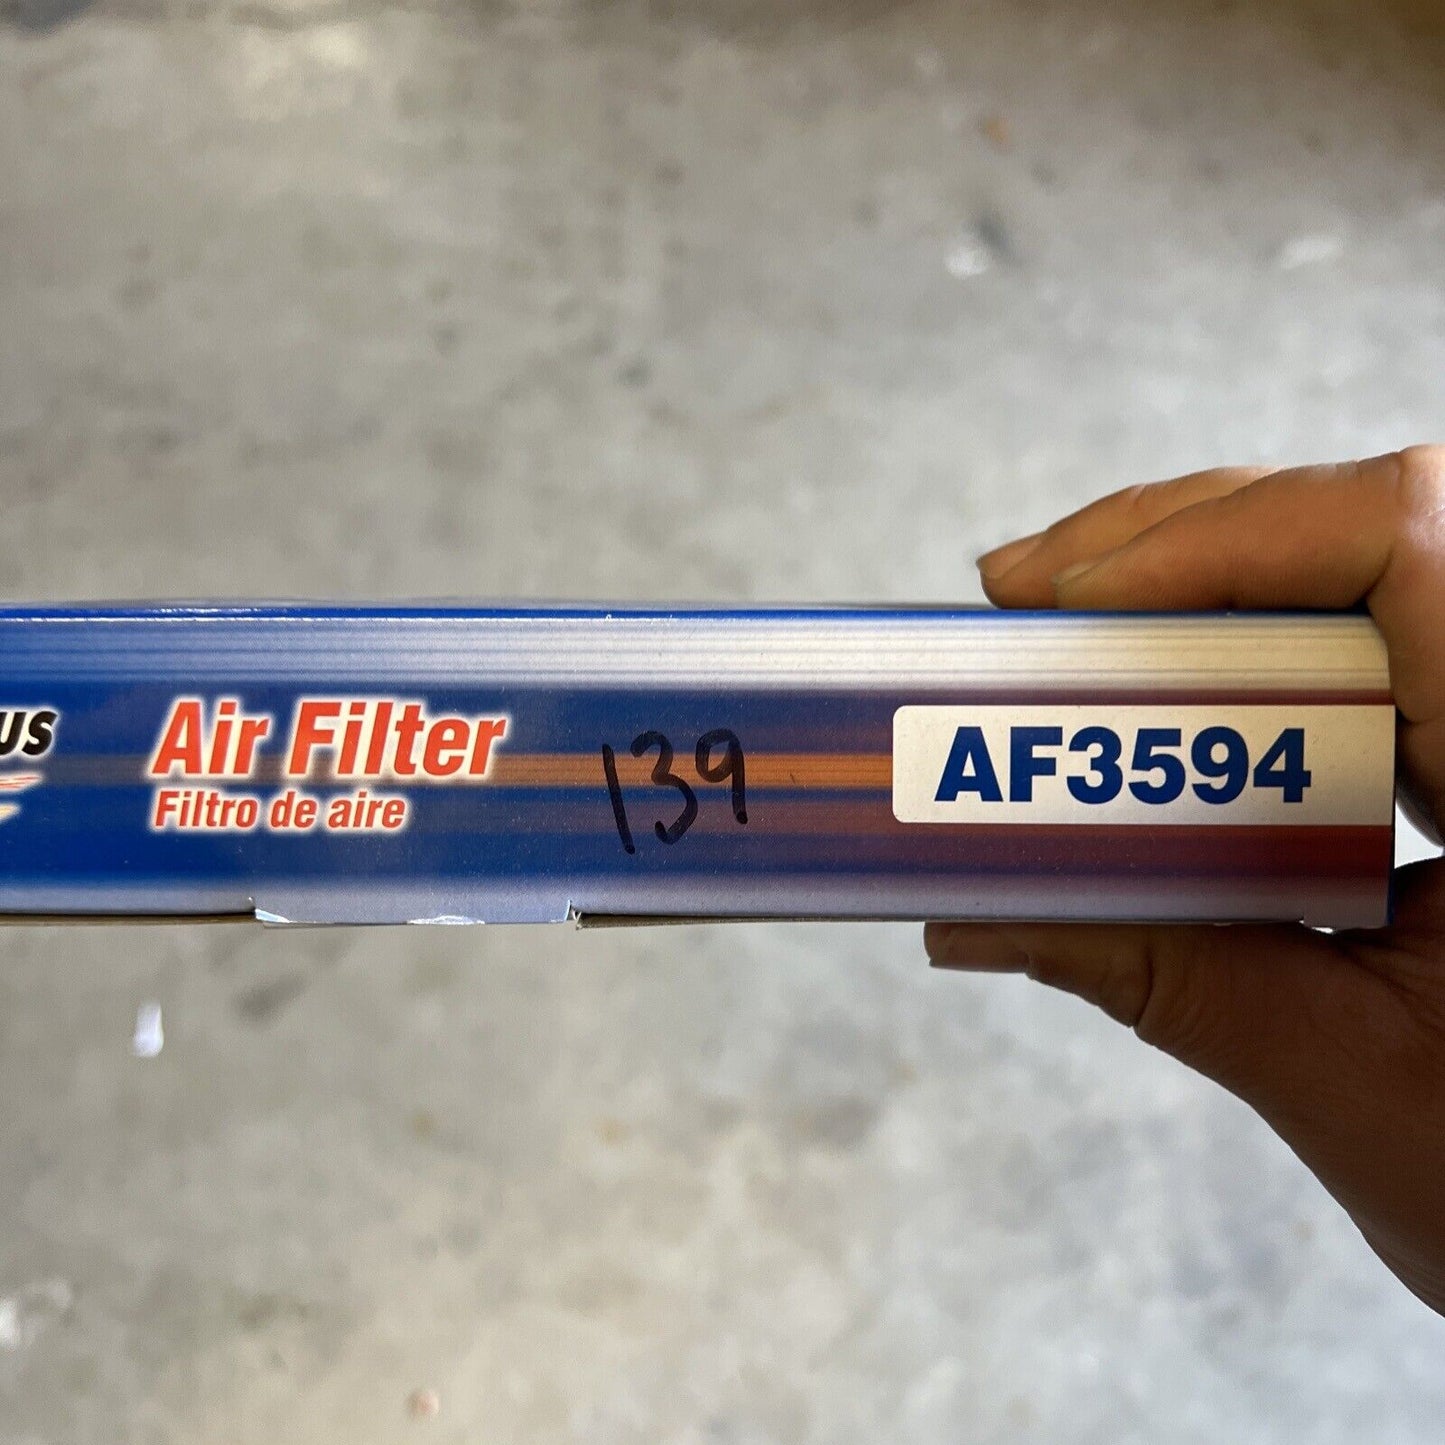 us
Air Filter
Filtro de aire
139
AF3594